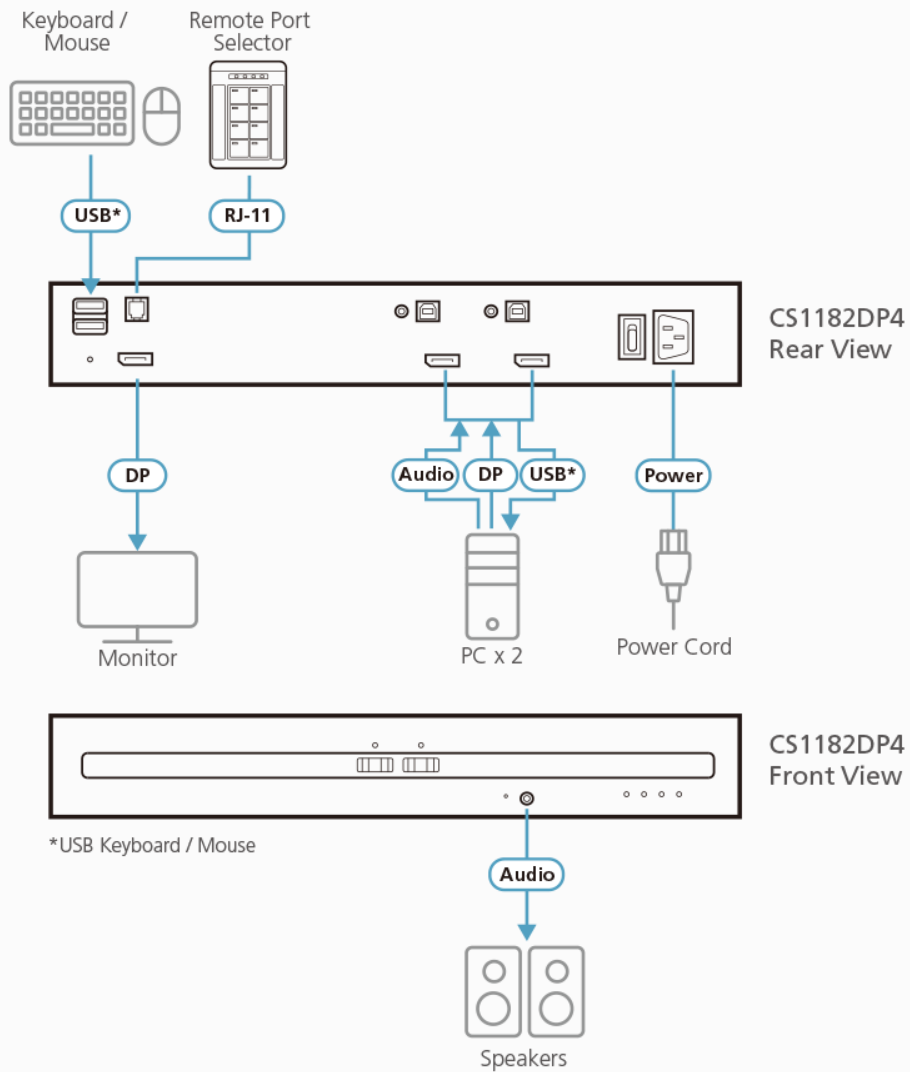 Keyboard /
Mouse
Remote Port
Selector
USB*
RJ-11
CS1182DP4
Rear View
DP
Audio
DP
USB*
Power
Monitor
PC x 2
Power Cord
CS1182DP4
Front View
*USB Keyboard / Mouse
Audio
Speakers